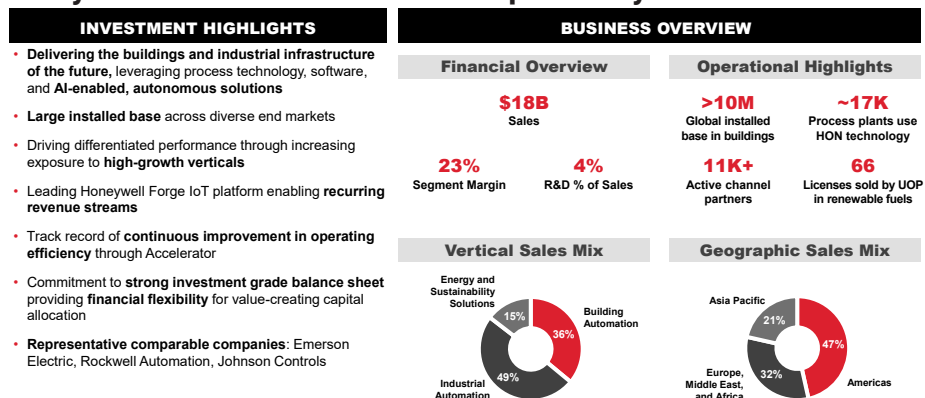 INVESTMENT HIGHLIGHTS
• Delivering the buildings and industrial infrastructure
of the future, leveraging process technology, software,
and AI-enabled, autonomous solutions
• Large installed base across diverse end markets
• Driving differentiated performance through increasing
exposure to high-growth verticals
• Leading Honeywell Forge IoT platform enabling recurring
revenue streams
• Track record of continuous improvement in operating
efficiency through Accelerator
• Commitment to strong investment grade balance sheet
providing financial flexibility for value-creating capital
allocation
• Representative comparable companies: Emerson
Electric, Rockwell Automation, Johnson Controls
BUSINESS OVERVIEW
Financial Overview
$18B
Sales
23%
Segment Margin
4%
R&D % of Sales
Operational Highlights
>10M
Global installed
base in buildings
~17K
Process plants use
HON technology
11K+
Active channel
partners
66
Licenses sold by UOP
in renewable fuels
Vertical Sales Mix
Energy and
Sustainability
Solutions
15%
Building
Automation
36%
49%
Industrial
Automation
Geographic Sales Mix
Asia Pacific
21%
47%
32%
Europe,
Middle East,
and Africa
Americas